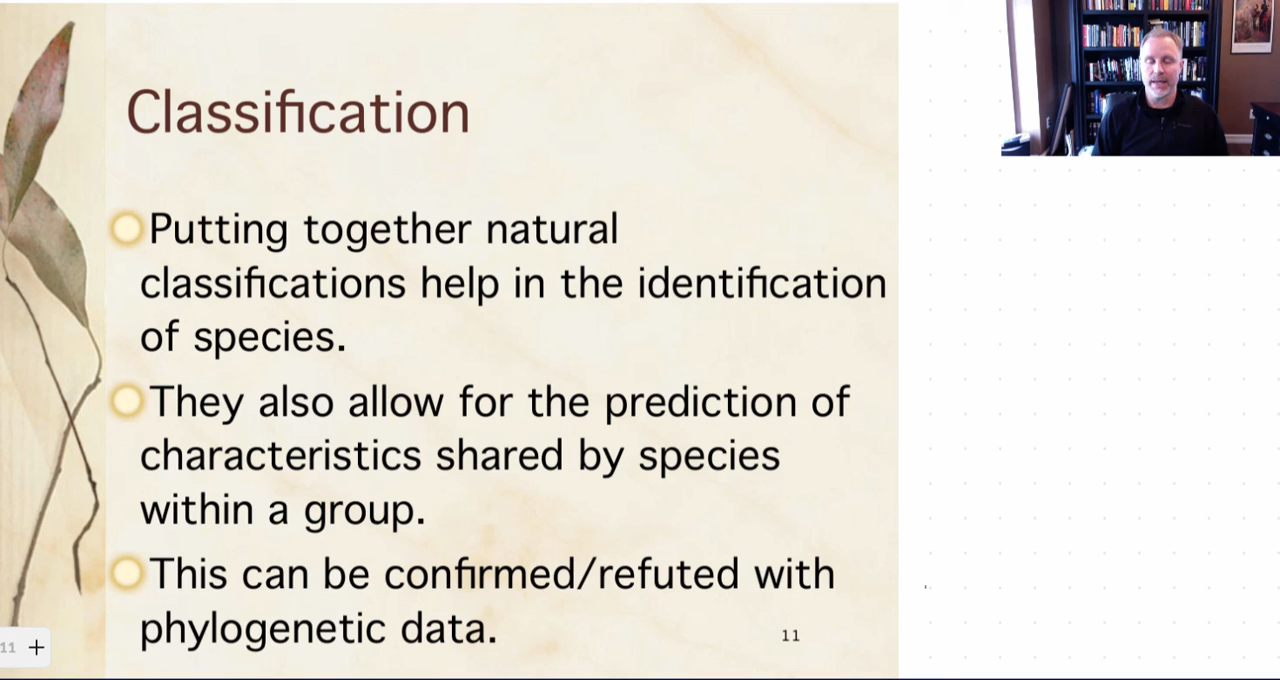 Classification
Putting together natural
classifications help in the identification
of species.
They also allow for the prediction of
characteristics shared by species
within a group.
This can be confirmed/refuted with
phylogenetic data.
11
11 +